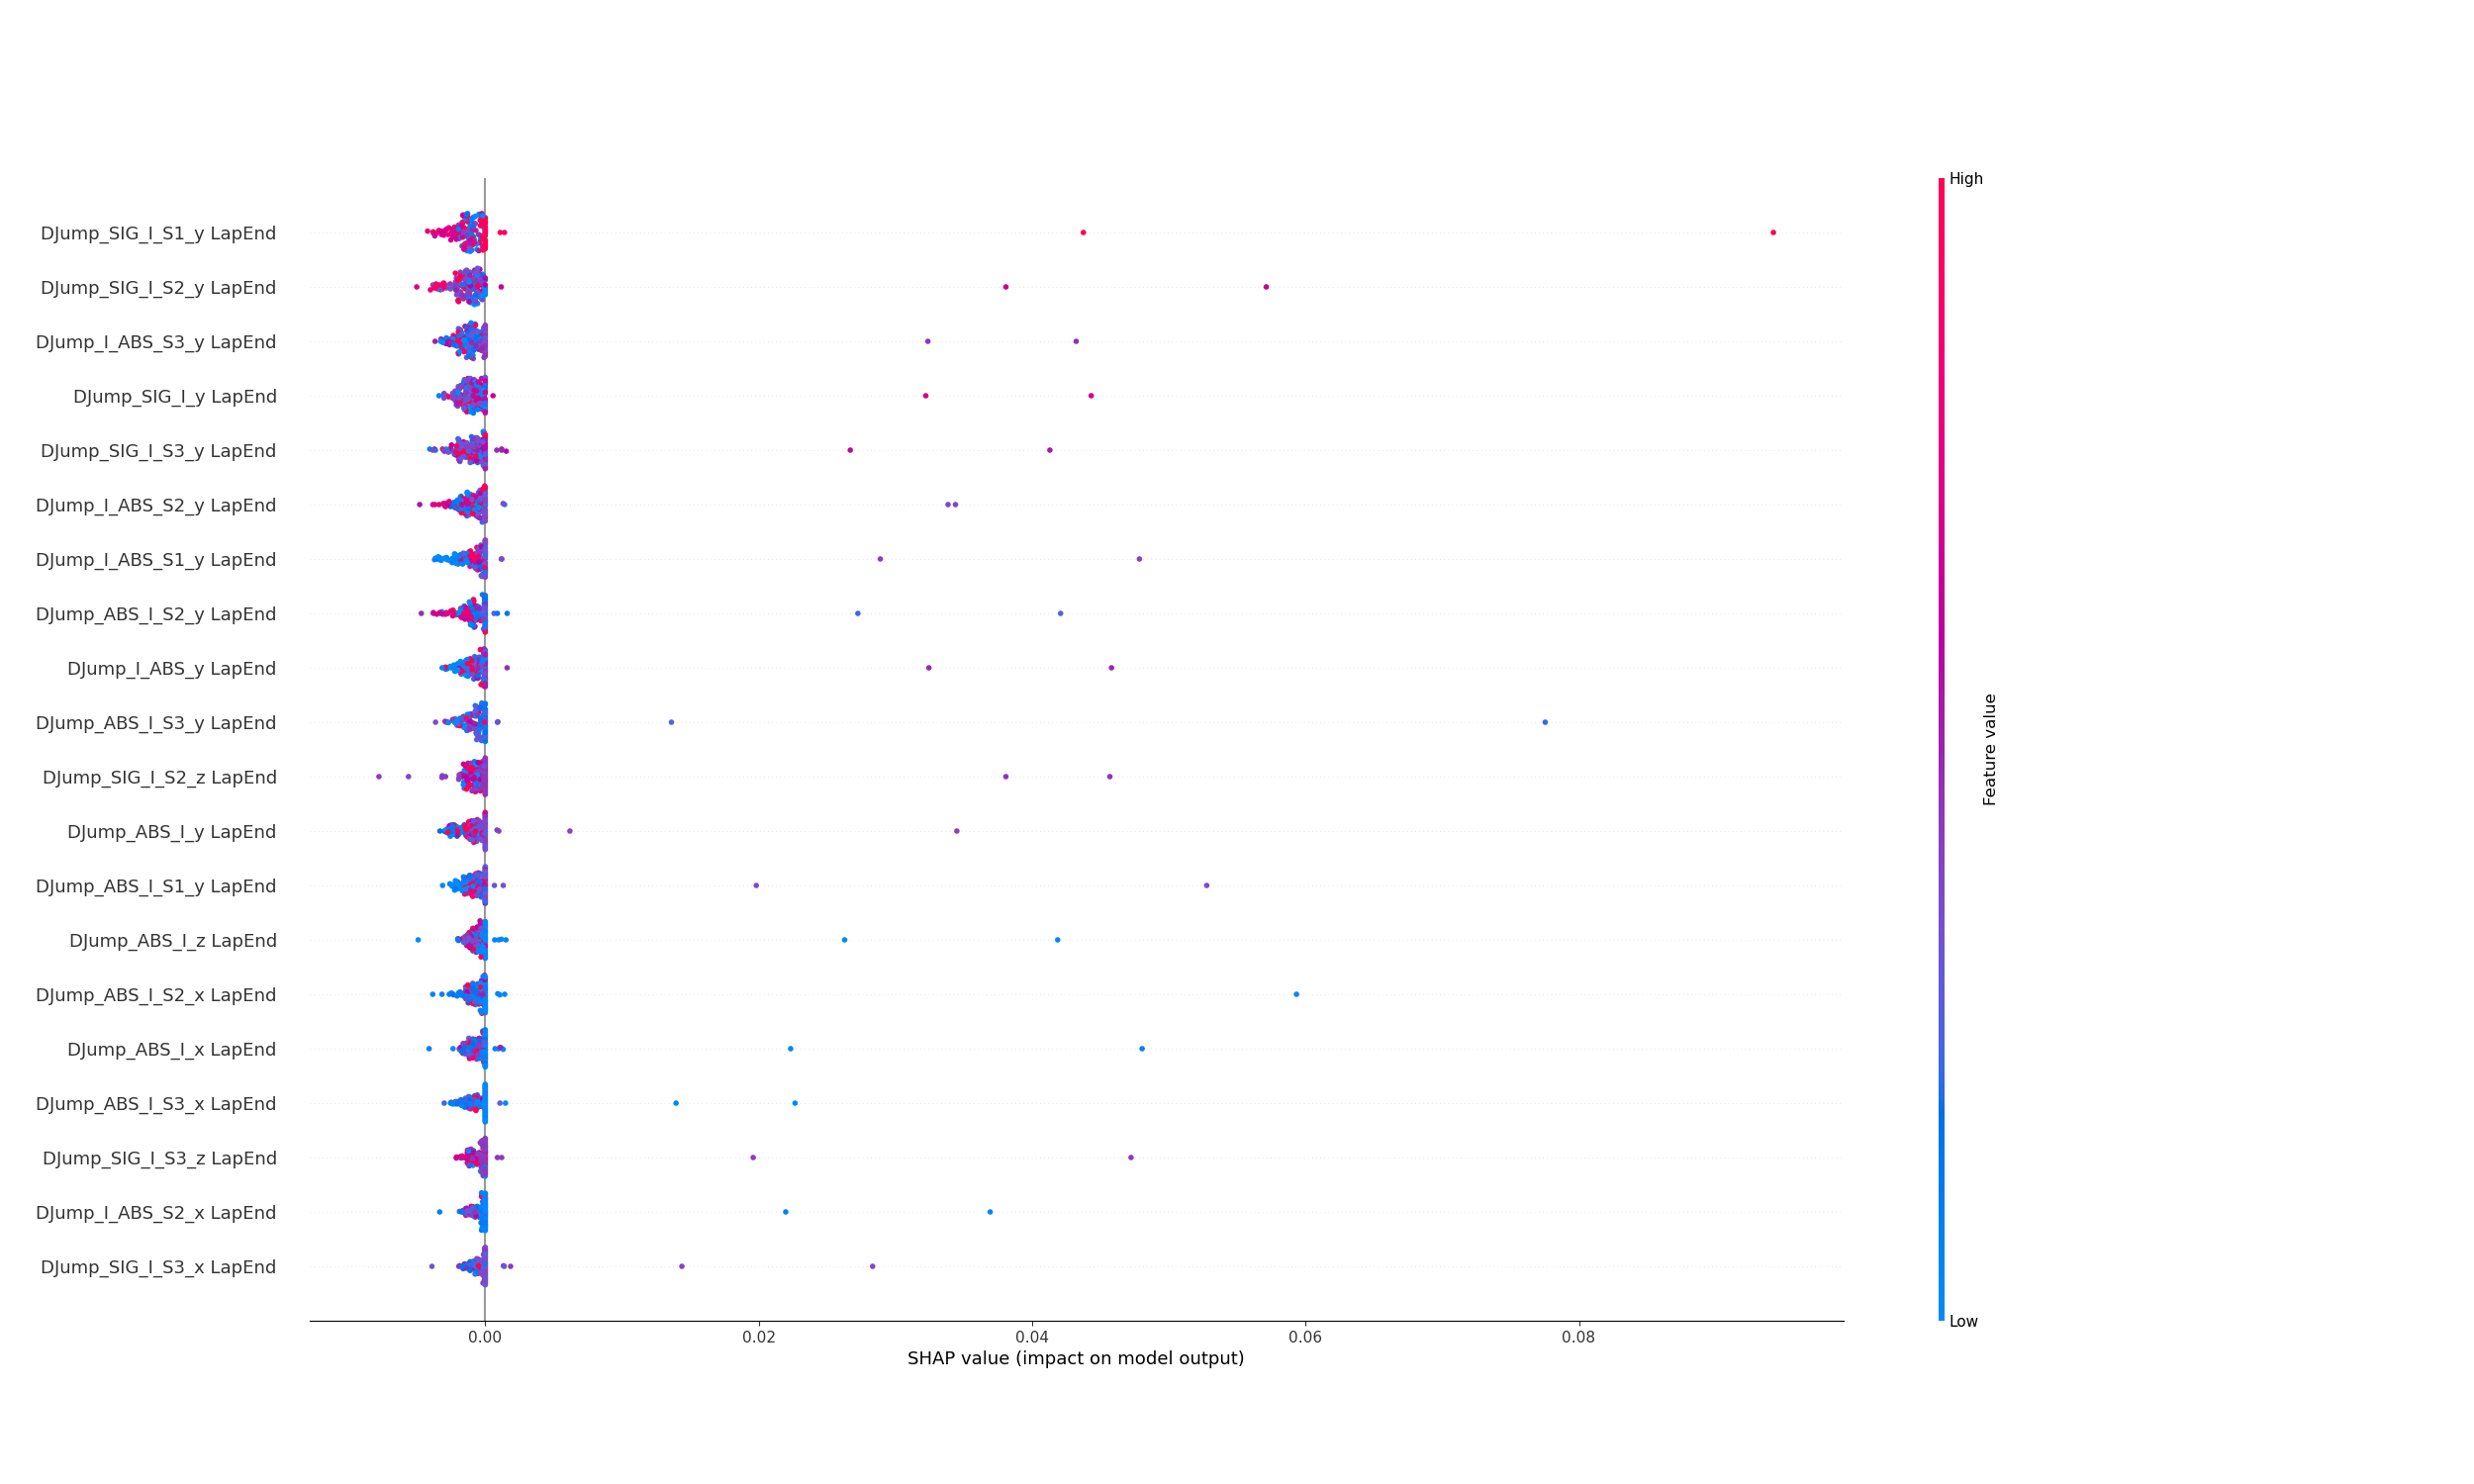 High
DJump_SIG_I_S1_y LapEnd
DJump_SIG_I_S2_y LapEnd
DJump_I_ABS_S3_y LapEnd
DJump_SIG_I_y LapEnd
DJump_SIG_I_S3_y LapEnd
DJump_I_ABS_S2_y LapEnd
DJump_I_ABS_S1_y LapEnd
DJump_ABS_I_S2_y LapEnd
DJump_I_ABS_y LapEnd
DJump_ABS_I_S3_y LapEnd
DJump_SIG_I_S2_z LapEnd
DJump_ABS_I_y LapEnd
DJump_ABS_I_S1_y LapEnd
DJump_ABS_I_z LapEnd
DJump_ABS_I_S2_x LapEnd
DJump_ABS_I_x LapEnd
DJump_ABS_I_S3_x LapEnd
DJump_SIG_I_S3_z LapEnd
DJump_I_ABS_S2_x LapEnd
DJump_SIG_I_S3_x LapEnd
Feature value
Low
0.00 0.02 0.04 0.06 0.08
SHAP value (impact on model output)